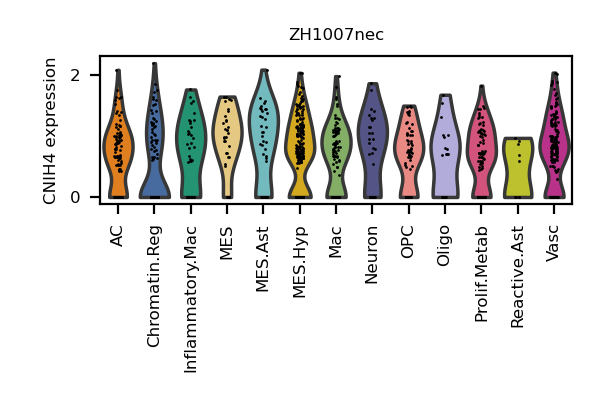 ZH1007nec
CNIH4 expression
2
0
AC
Chromatin.Reg
Inflammatory.Mac
MES
MES.Ast
MES.Hyp
Mac
Neuron
OPC
Oligo
Prolif.Metab
Reactive.Ast
Vasc